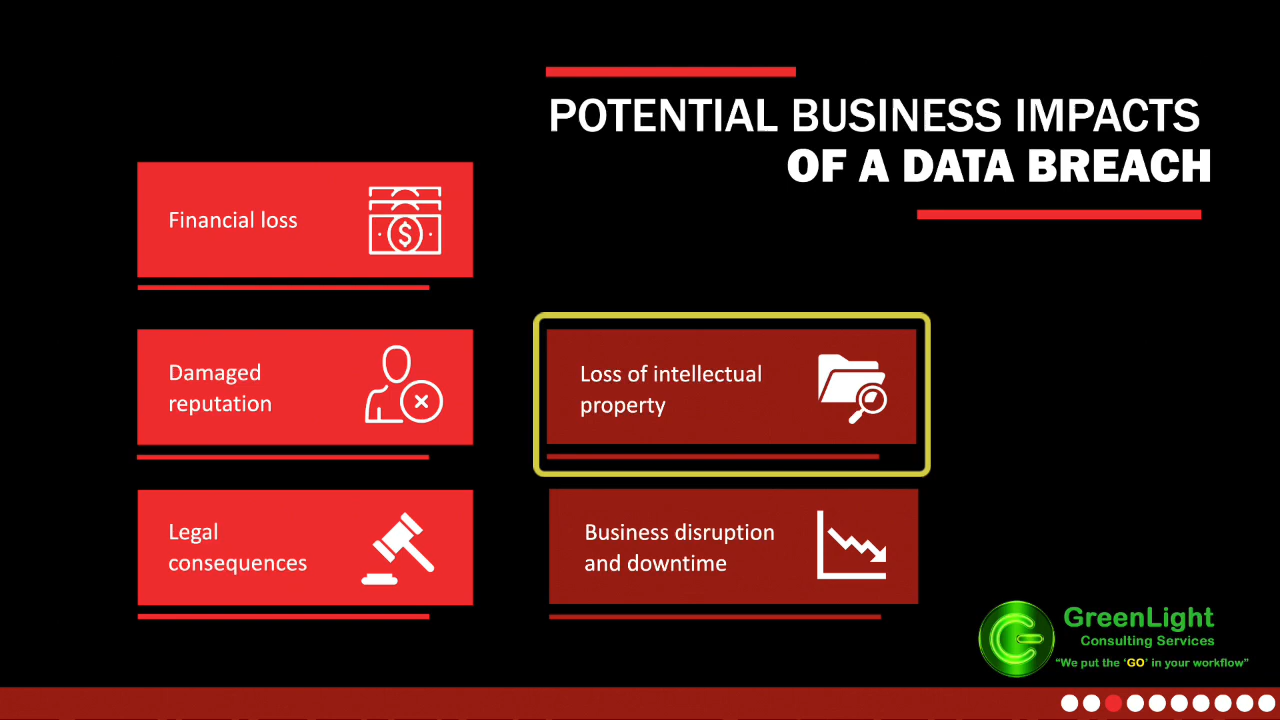 POTENTIAL BUSINESS IMPACTS
OF A DATA BREACH
Financial loss
Damaged
reputation
Legal
consequences
Loss of intellectual
property
Business disruption
and downtime
GreenLight
Consulting Services
"We put the 'GO' in your workflow"